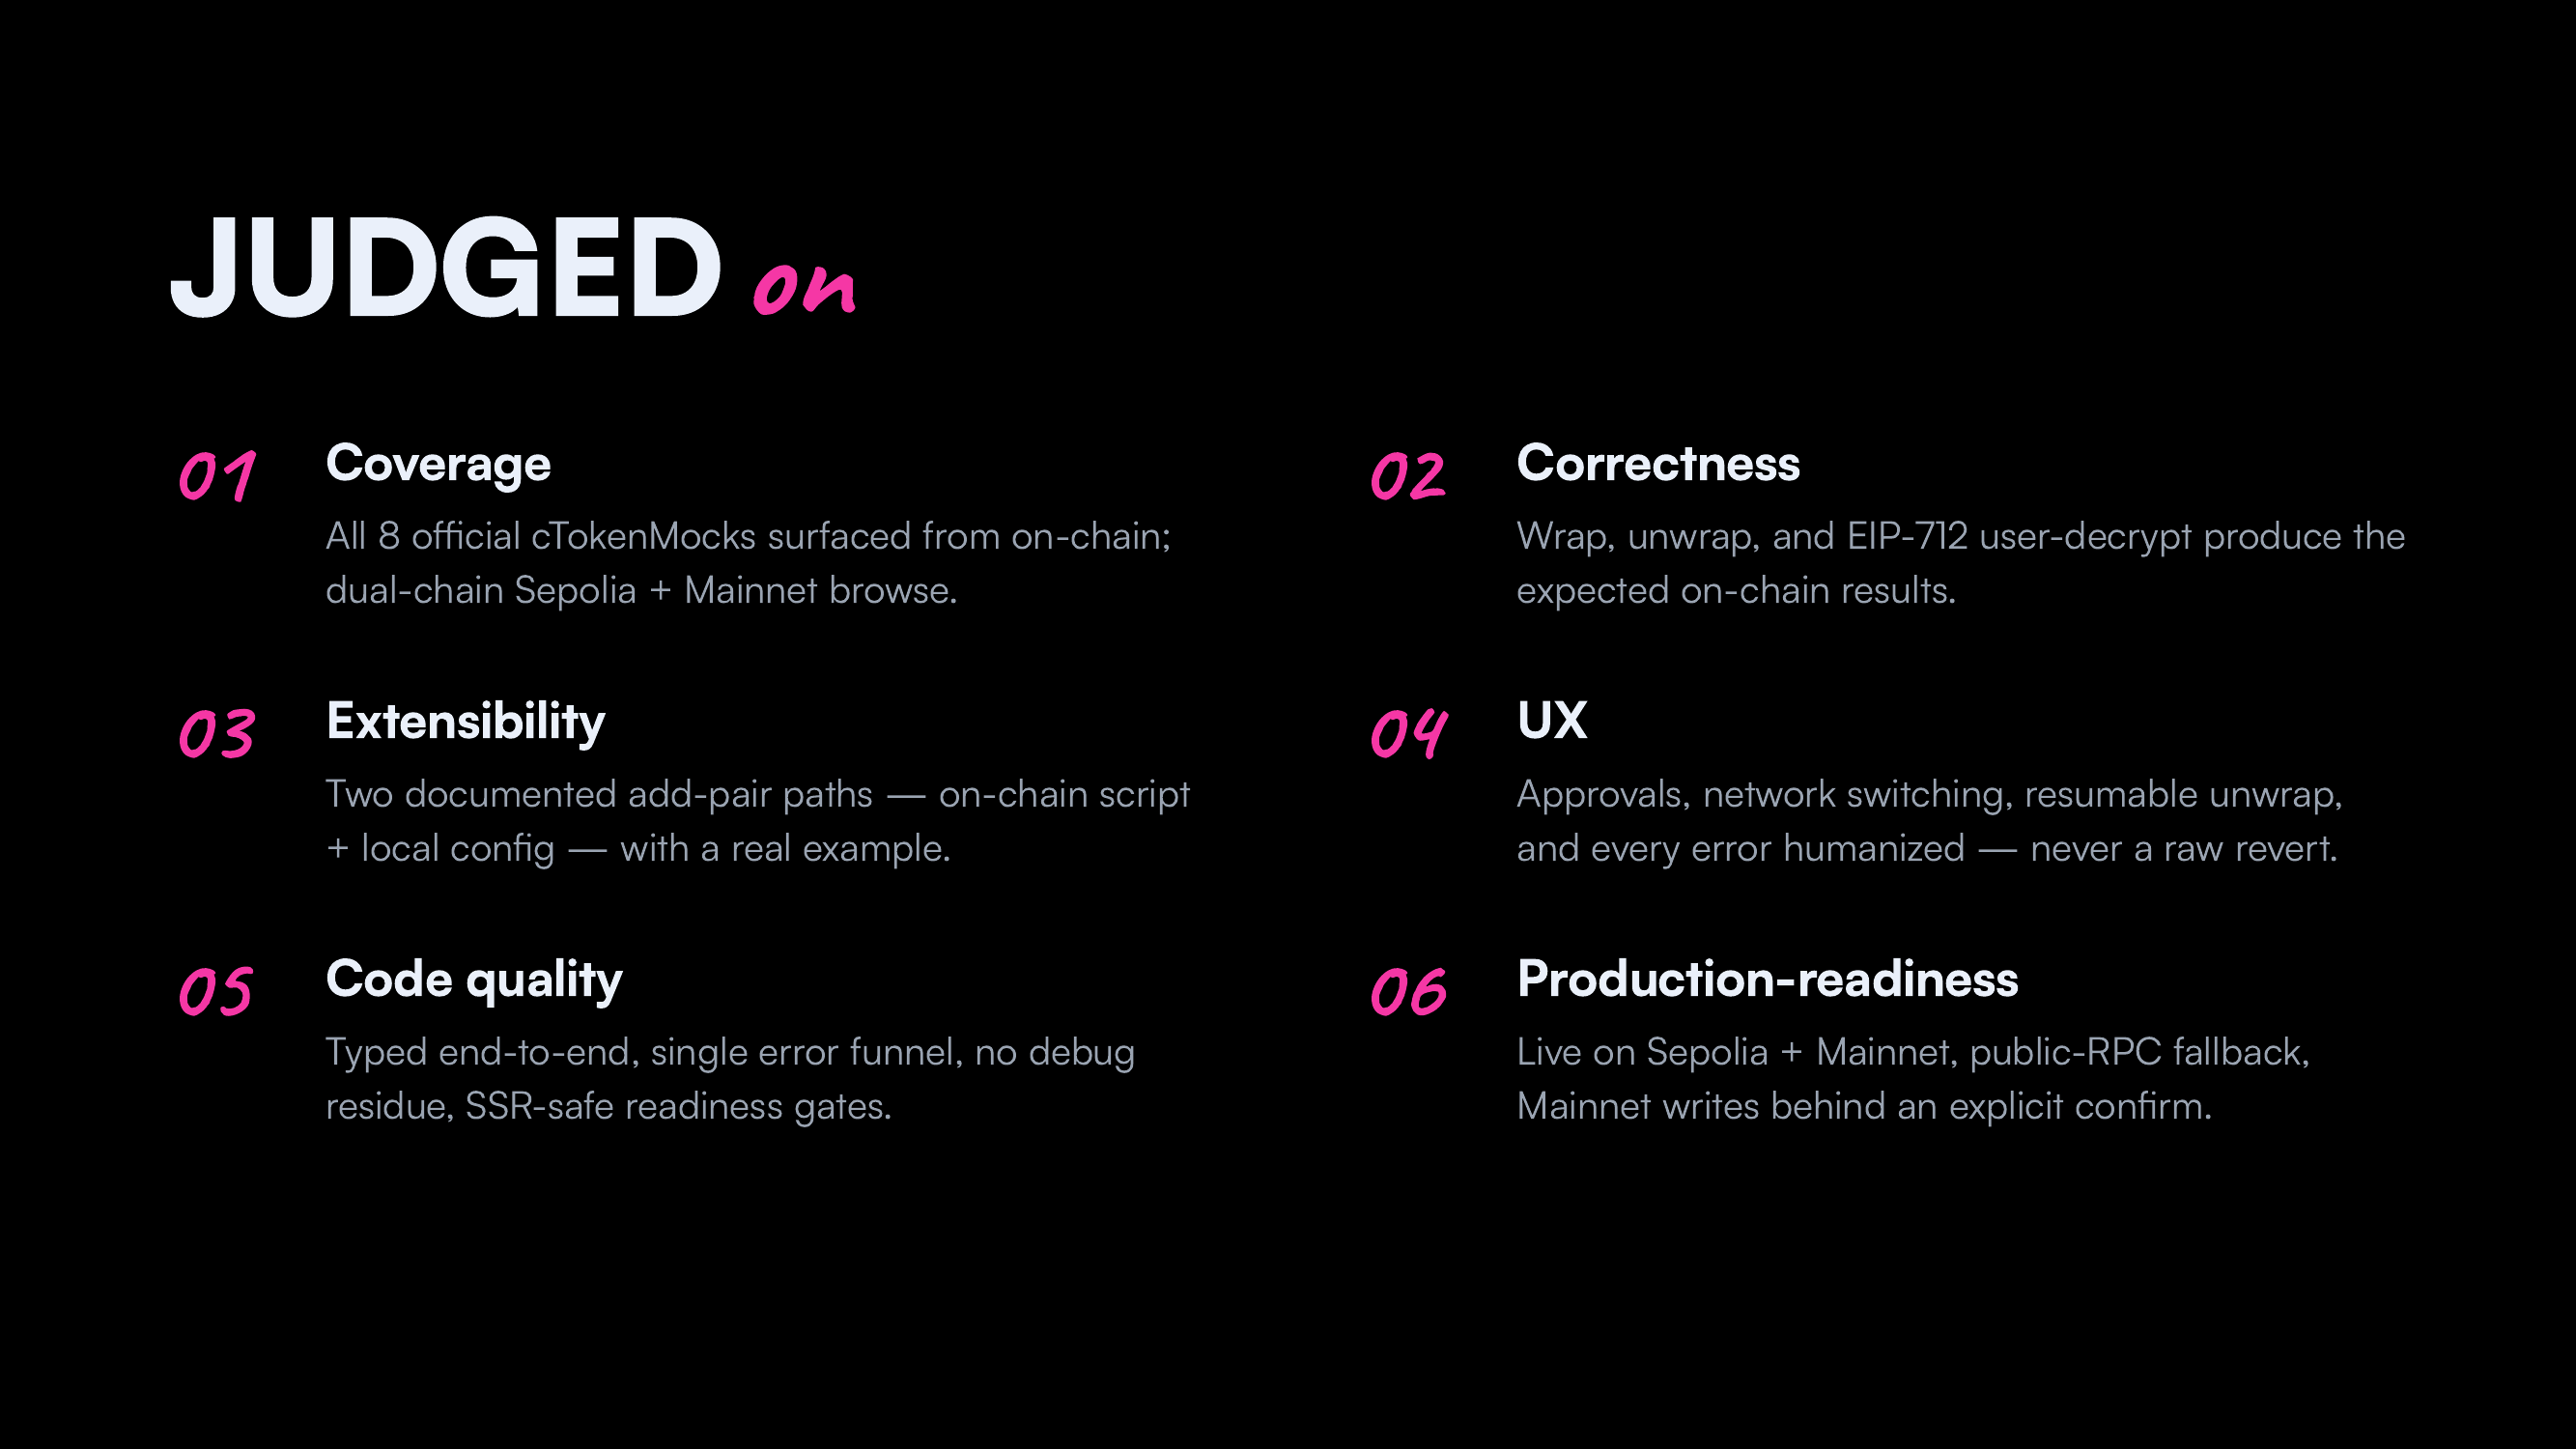 JUDGED on
01 Coverage
All 8 official cTokenMocks surfaced from on-chain;
dual-chain Sepolia + Mainnet browse.
02 Correctness
Wrap, unwrap, and EIP-712 user-decrypt produce the
expected on-chain results.
03 Extensibility
Two documented add-pair paths — on-chain script
+ local config — with a real example.
04 UX
Approvals, network switching, resumable unwrap,
and every error humanized — never a raw revert.
05 Code quality
Typed end-to-end, single error funnel, no debug
residue, SSR-safe readiness gates.
06 Production-readiness
Live on Sepolia + Mainnet, public-RPC fallback,
Mainnet writes behind an explicit confirm.